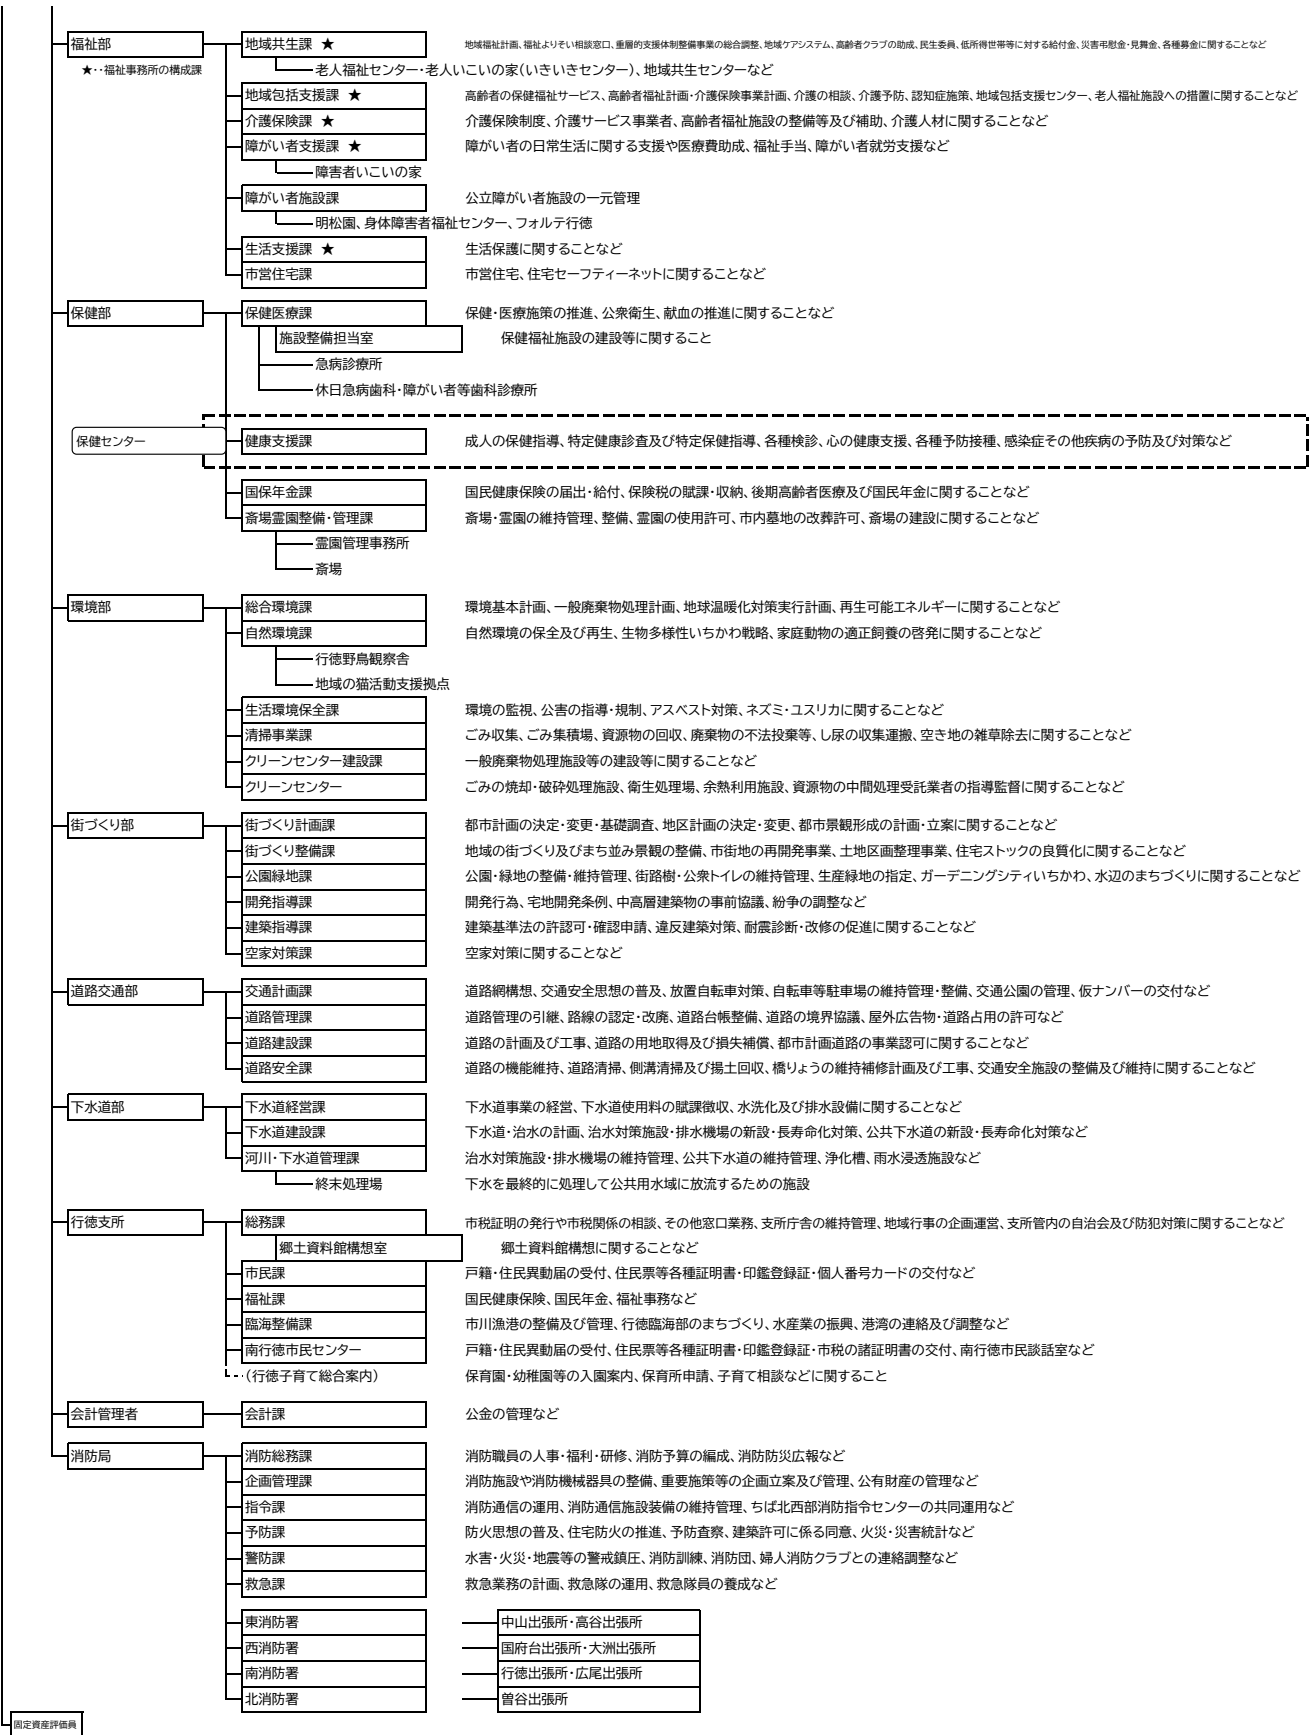 福祉部 地域共生課 ★ 地域福祉計画、福祉よりそい相談窓口、重層的支援体制整備事業の総合調整、地域ケアシステム、高齢者クラブの助成、民生委員、低所得世帯等に対する給付金、災害弔慰金・見舞金、各種募金に関することなど
★・・福祉事務所の構成課 老人福祉センター・老人いこいの家(いきいきセンター)、地域共生センターなど
地域包括支援課 ★ 高齢者の保健福祉サービス、高齢者福祉計画・介護保険事業計画、介護の相談、介護予防、認知症施策、地域包括支援センター、老人福祉施設への措置に関することなど
介護保険課 ★ 介護保険制度、介護サービス事業者、高齢者福祉施設の整備等及び補助、介護人材に関することなど
障がい者支援課 ★ 障がい者の日常生活に関する支援や医療費助成、福祉手当、障がい者就労支援など
障害者いこいの家
障がい者施設課 公立障がい者施設の一元管理
明松園、身体障害者福祉センター、フォルテ行徳
生活支援課 ★ 生活保護に関することなど
市営住宅課 市営住宅、住宅セーフティーネットに関することなど
保健部 保健医療課 保健・医療施策の推進、公衆衛生、献血の推進に関することなど
施設整備担当室 保健福祉施設の建設等に関すること
急病診療所
休日急病歯科・障がい者等歯科診療所
保健センター 健康支援課 成人の保健指導、特定健康診査及び特定保健指導、各種検診、心の健康支援、各種予防接種、感染症その他疾病の予防及び対策など
国保年金課 国民健康保険の届出・給付、保険税の賦課・収納、後期高齢者医療及び国民年金に関することなど
斎場霊園整備・管理課 斎場・霊園の維持管理、整備、霊園の使用許可、市内墓地の改葬許可、斎場の建設に関することなど
霊園管理事務所
斎場
環境部 総合環境課 環境基本計画、一般廃棄物処理計画、地球温暖化対策実行計画、再生可能エネルギーに関することなど
自然環境課 自然環境の保全及び再生、生物多様性いちかわ戦略、家庭動物の適正飼養の啓発に関することなど
行徳野鳥観察舎
地域の猫活動支援拠点
生活環境保全課 環境の監視、公害の指導・規制、アスベスト対策、ネズミ・ユスリカに関することなど
清掃事業課 ごみ収集、ごみ集積場、資源物の回収、廃棄物の不法投棄等、し尿の収集運搬、空き地の雑草除去に関することなど
クリーンセンター建設課 一般廃棄物処理施設等の建設等に関することなど
クリーンセンター ごみの焼却・破砕処理施設、衛生処理場、余熱利用施設、資源物の中間処理受託業者の指導監督に関することなど
街づくり部 街づくり計画課 都市計画の決定・変更・基礎調査、地区計画の決定・変更、都市景観形成の計画・立案に関することなど
街づくり整備課 地域の街づくり及びまち並み景観の整備、市街地の再開発事業、土地区画整理事業、住宅ストックの良質化に関することなど
公園緑地課 公園・緑地の整備・維持管理、街路樹・公衆トイレの維持管理、生産緑地の指定、ガーデニングシティいちかわ、水辺のまちづくりに関することなど
開発指導課 開発行為、宅地開発条例、中高層建築物の事前協議、紛争の調整など
建築指導課 建築基準法の許認可・確認申請、違反建築対策、耐震診断・改修の促進に関することなど
空家対策課 空家対策に関することなど
道路交通部 交通計画課 道路網構想、交通安全思想の普及、放置自転車対策、自転車等駐車場の維持管理・整備、交通公園の管理、仮ナンバーの交付など
道路管理課 道路管理の引継、路線の認定・改廃、道路台帳整備、道路の境界協議、屋外広告物・道路占用の許可など
道路建設課 道路の計画及び工事、道路の用地取得及び損失補償、都市計画道路の事業認可に関することなど
道路安全課 道路の機能維持、道路清掃、側溝清掃及び揚土回収、橋りょうの維持補修計画及び工事、交通安全施設の整備及び維持に関することなど
下水道部 下水道経営課 下水道事業の経営、下水道使用料の賦課徴収、水洗化及び排水設備に関することなど
下水道建設課 下水道・治水の計画、治水対策施設・排水機場の新設・長寿命化対策、公共下水道の新設・長寿命化対策など
河川・下水道管理課 治水対策施設・排水機場の維持管理、公共下水道の維持管理、浄化槽、雨水浸透施設など
終末処理場 下水を最終的に処理して公共用水域に放流するための施設
行徳支所 総務課 市税証明の発行や市税関係の相談、その他窓口業務、支所庁舎の維持管理、地域行事の企画運営、支所管内の自治会及び防犯対策に関することなど
郷土資料館構想室 郷土資料館構想に関することなど
市民課 戸籍・住民異動届の受付、住民票等各種証明書・印鑑登録証・個人番号カードの交付など
福祉課 国民健康保険、国民年金、福祉事務など
臨海整備課 市川漁港の整備及び管理、行徳臨海部のまちづくり、水産業の振興、港湾の連絡及び調整など
南行徳市民センター 戸籍・住民異動届の受付、住民票等各種証明書・印鑑登録証・市税の諸証明書の交付、南行徳市民談話室など
(行徳子育て総合案内) 保育園・幼稚園等の入園案内、保育所申請、子育て相談などに関すること
会計管理者 会計課 公金の管理など
消防局 消防総務課 消防職員の人事・福利・研修、消防予算の編成、消防防災広報など
企画管理課 消防施設や消防機械器具の整備、重要施策等の企画立案及び管理、公有財産の管理など
指令課 消防通信の運用、消防通信施設装備の維持管理、ちば北西部消防指令センターの共同運用など
予防課 防火思想の普及、住宅防火の推進、予防査察、建築許可に係る同意、火災・災害統計など
警防課 水害・火災・地震等の警戒鎮圧、消防訓練、消防団、婦人消防クラブとの連絡調整など
救急課 救急業務の計画、救急隊の運用、救急隊員の養成など
東消防署 中山出張所・高谷出張所
西消防署 国府台出張所・大洲出張所
南消防署 行徳出張所・広尾出張所
北消防署 曽谷出張所
固定資産評価員